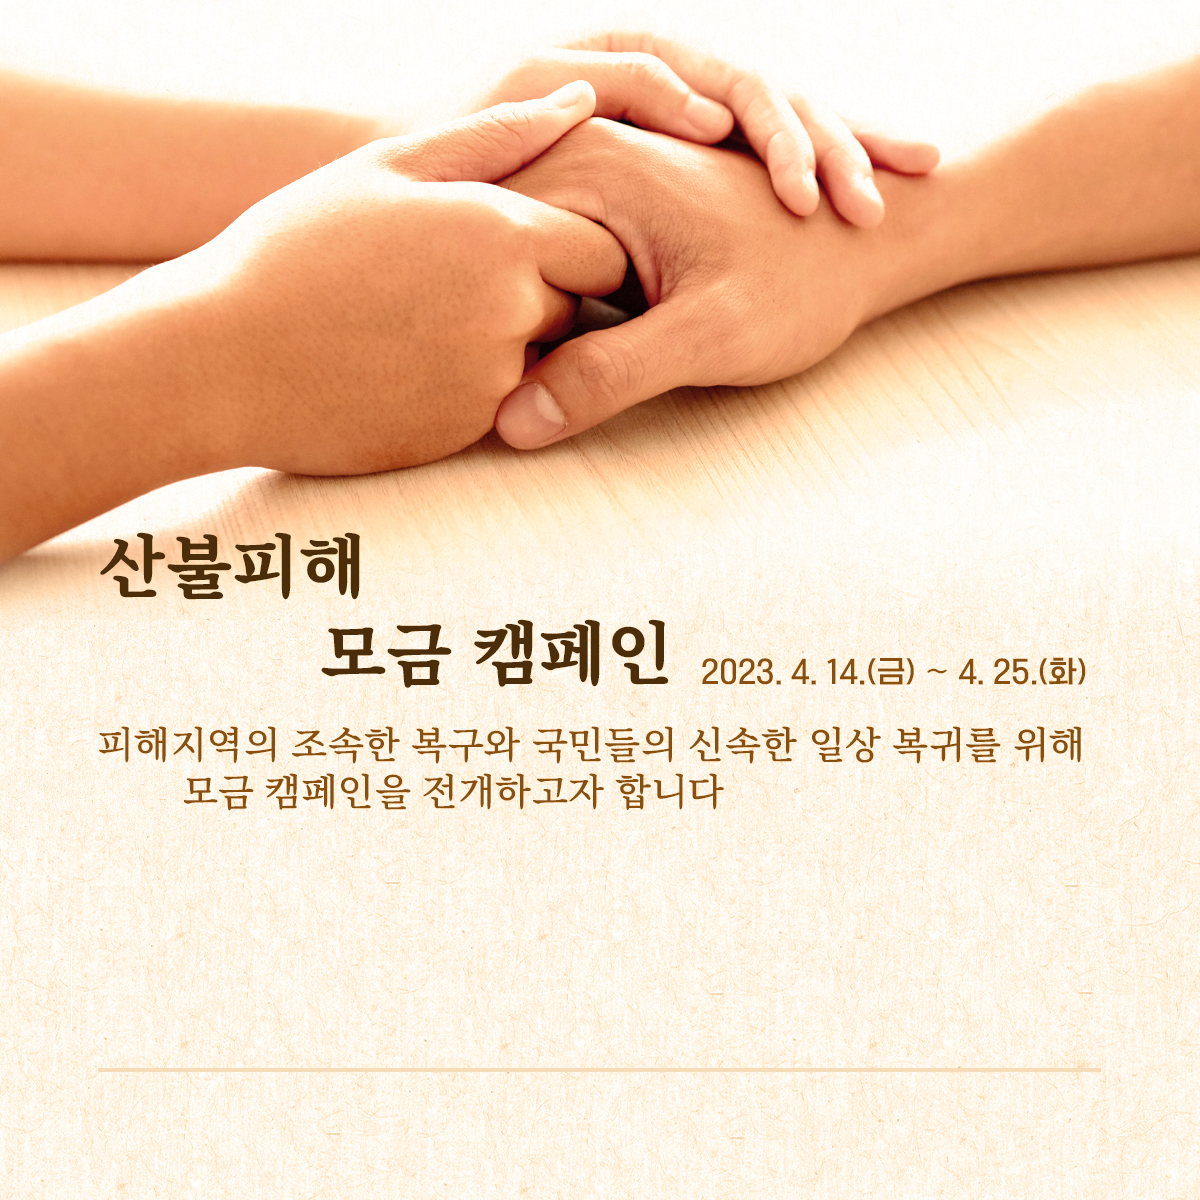 산불피해
모금 캠페인 2023. 4. 14.(금) ~ 4. 25.(화)
피해지역의 조속한 복구와 국민들의 신속한 일상 복귀를 위해
모금 캠폐인을 전개하고자 합니다